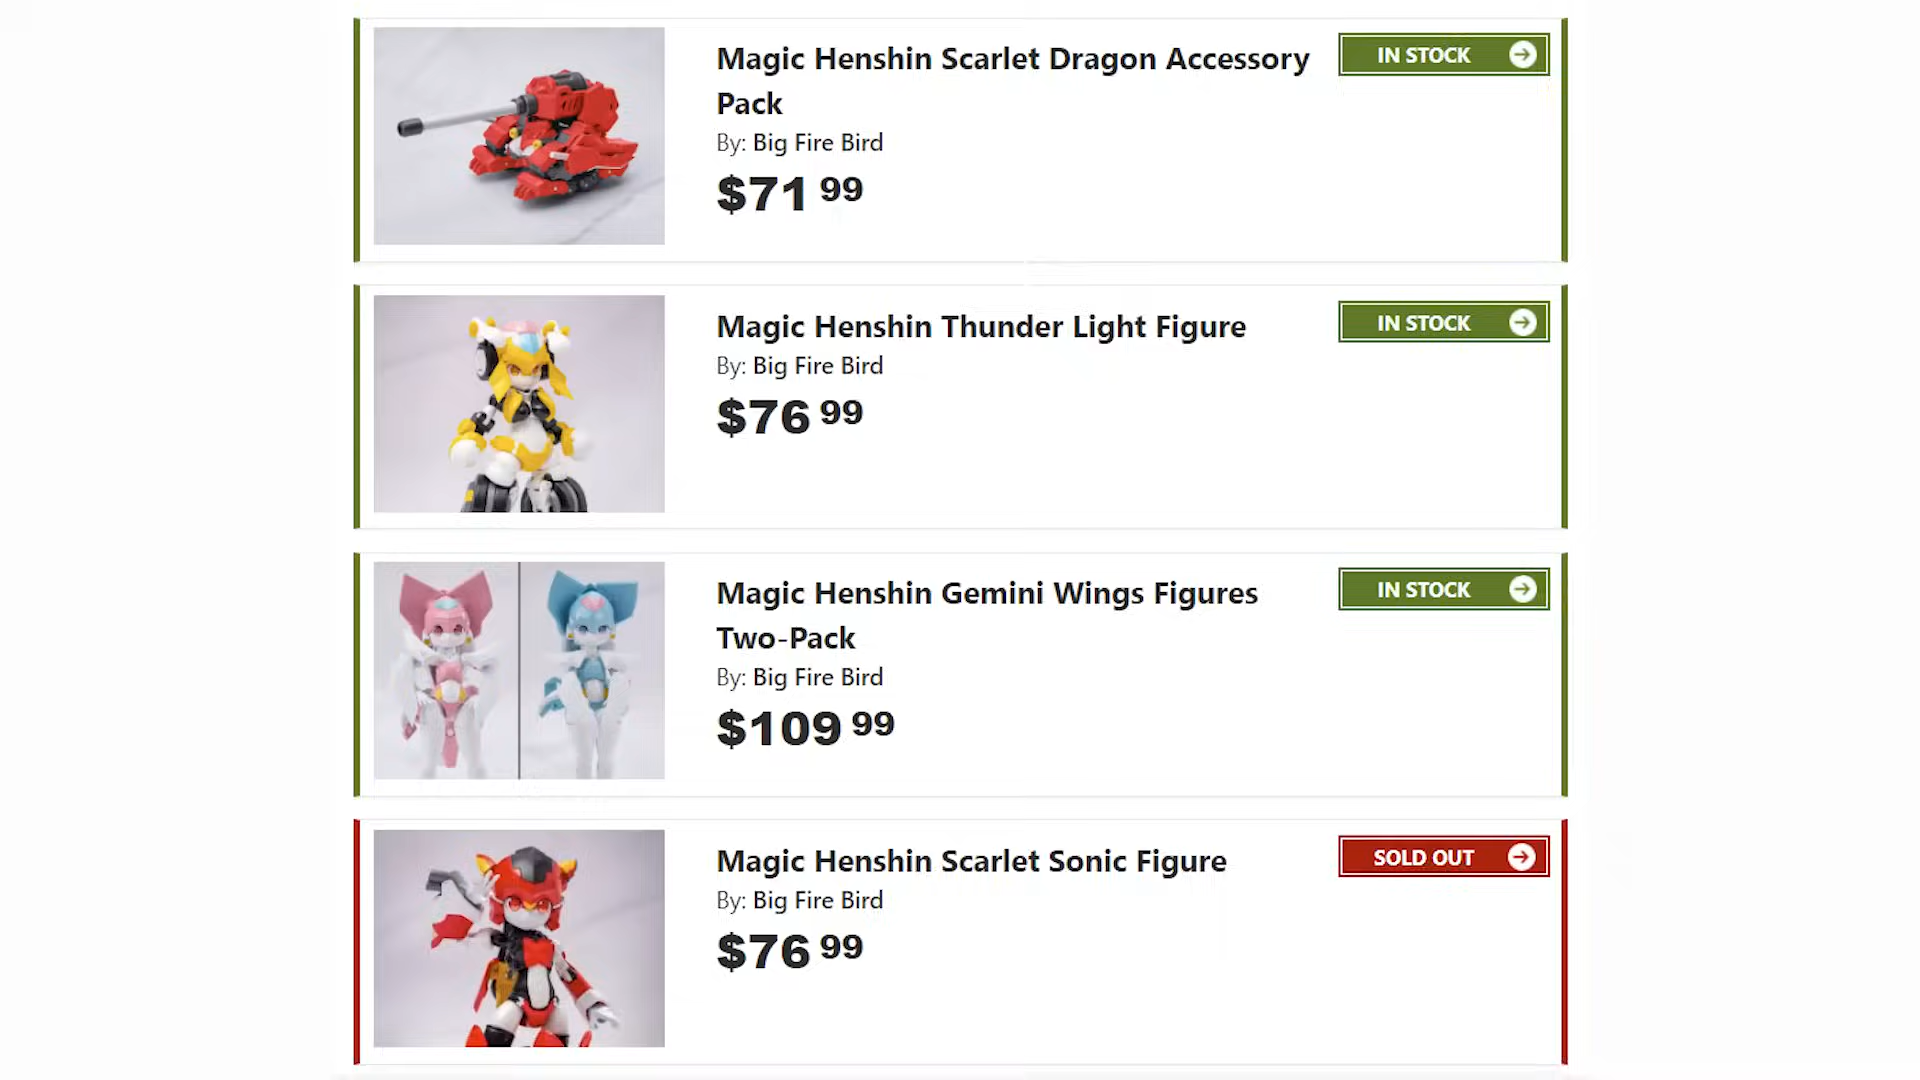 Magic Henshin Scarlet Dragon Accessory
Pack
By: Big Fire Bird
$71 99
IN STOCK
Magic Henshin Thunder Light Figure
By: Big Fire Bird
$76 99
IN STOCK
Magic Henshin Gemini Wings Figures
Two-Pack
By: Big Fire Bird
$109 99
IN STOCK
Magic Henshin Scarlet Sonic Figure
By: Big Fire Bird
$76 99
SOLD OUT